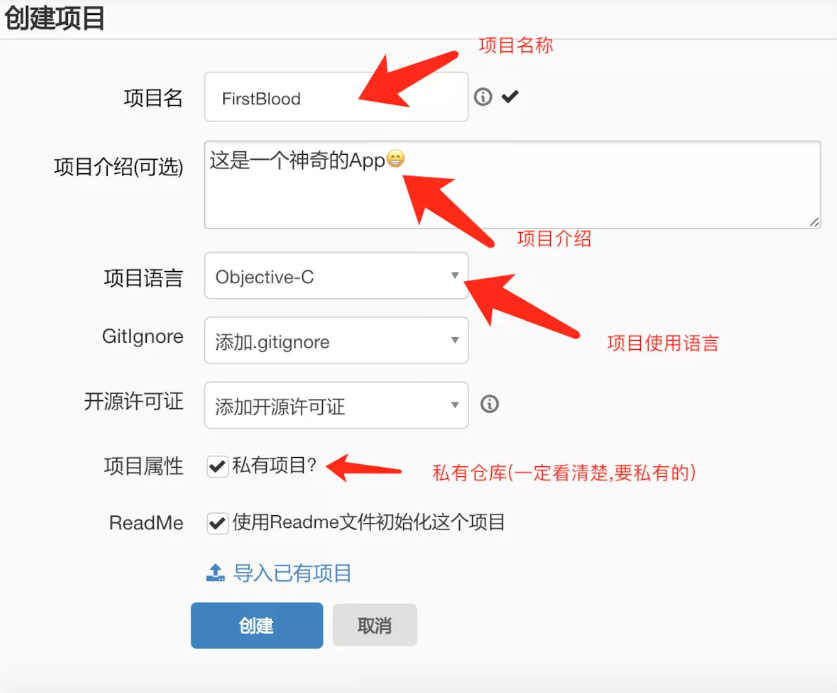 创建项目
项目名称
项目名
FirstBlood
项目介绍(可选)
这是一个神奇的App😁
项目介绍
项目语言
Objective-C
项目使用语言
GitIgnore
添加.gitignore
开源许可证
添加开源许可证
项目属性
私有项目?
私有仓库(一定看清楚,要私有的)
ReadMe
使用Readme文件初始化这个项目
导入已有项目
创建
取消